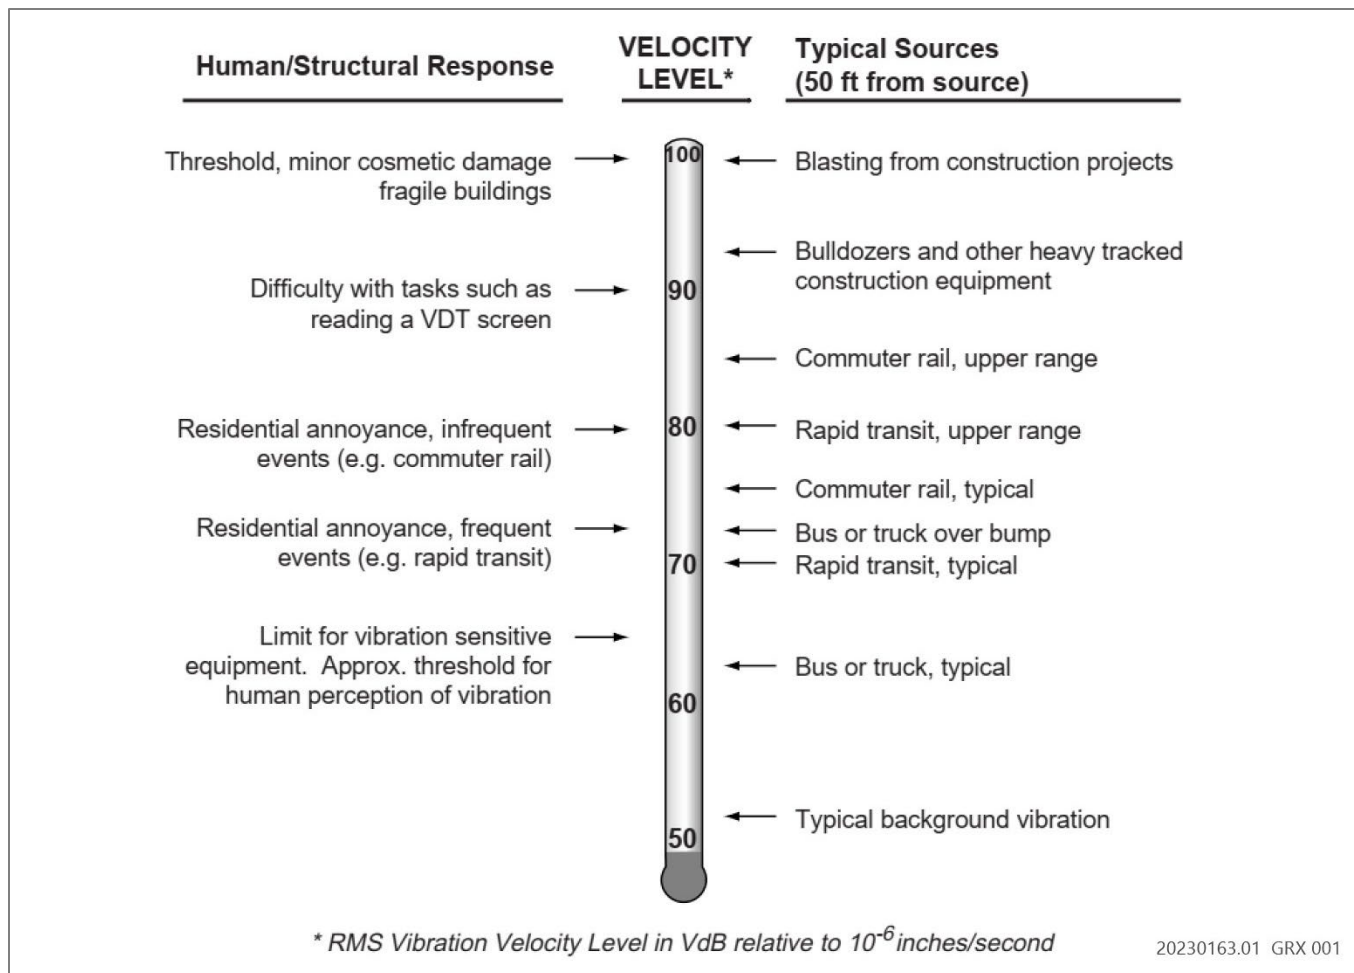 Human/Structural Response
VELOCITY
LEVEL*
Typical Sources
(50 ft from source)
Threshold, minor cosmetic damage
fragile buildings
100
Blasting from construction projects
Bulldozers and other heavy tracked
construction equipment
Difficulty with tasks such as
reading a VDT screen
90
Commuter rail, upper range
Residential annoyance, infrequent
events (e.g. commuter rail)
80
Rapid transit, upper range
Commuter rail, typical
Residential annoyance, frequent
events (e.g. rapid transit)
Bus or truck over bump
70
Rapid transit, typical
Limit for vibration sensitive
equipment.  Approx. threshold for
human perception of vibration
Bus or truck, typical
60
Typical background vibration
50
* RMS Vibration Velocity Level in VdB relative to 10⁻⁶ inches/second
20230163.01  GRX 001